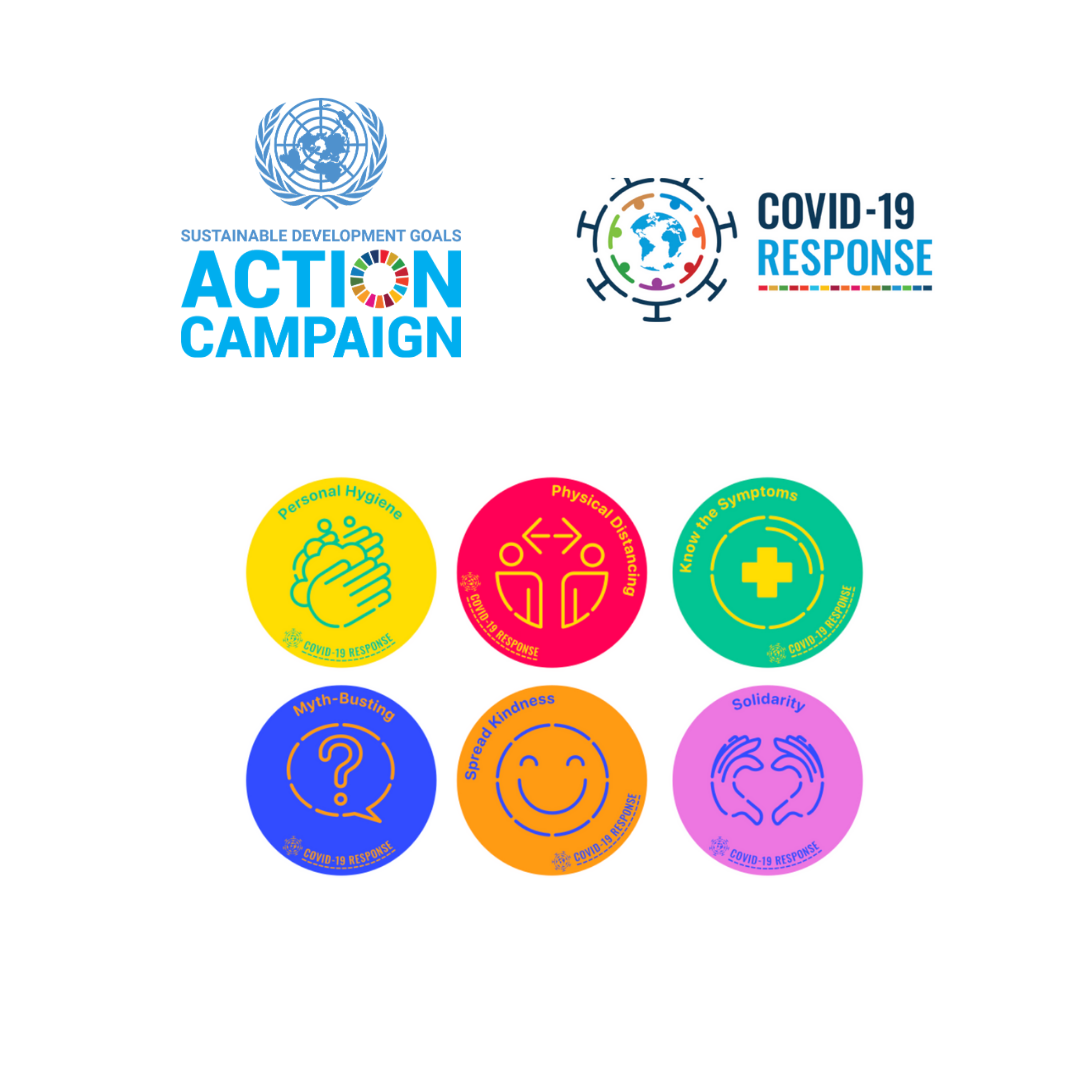 SUSTAINABLE DEVELOPMENT GOALS
ACTION
CAMPAIGN
COVID-19
RESPONSE
Personal Hygiene
COVID-19 RESPONSE
Physical Distancing
COVID-19 RESPONSE
Know the Symptoms
COVID-19 RESPONSE
Myth-Busting
COVID-19 RESPONSE
Spread Kindness
COVID-19 RESPONSE
Solidarity
COVID-19 RESPONSE